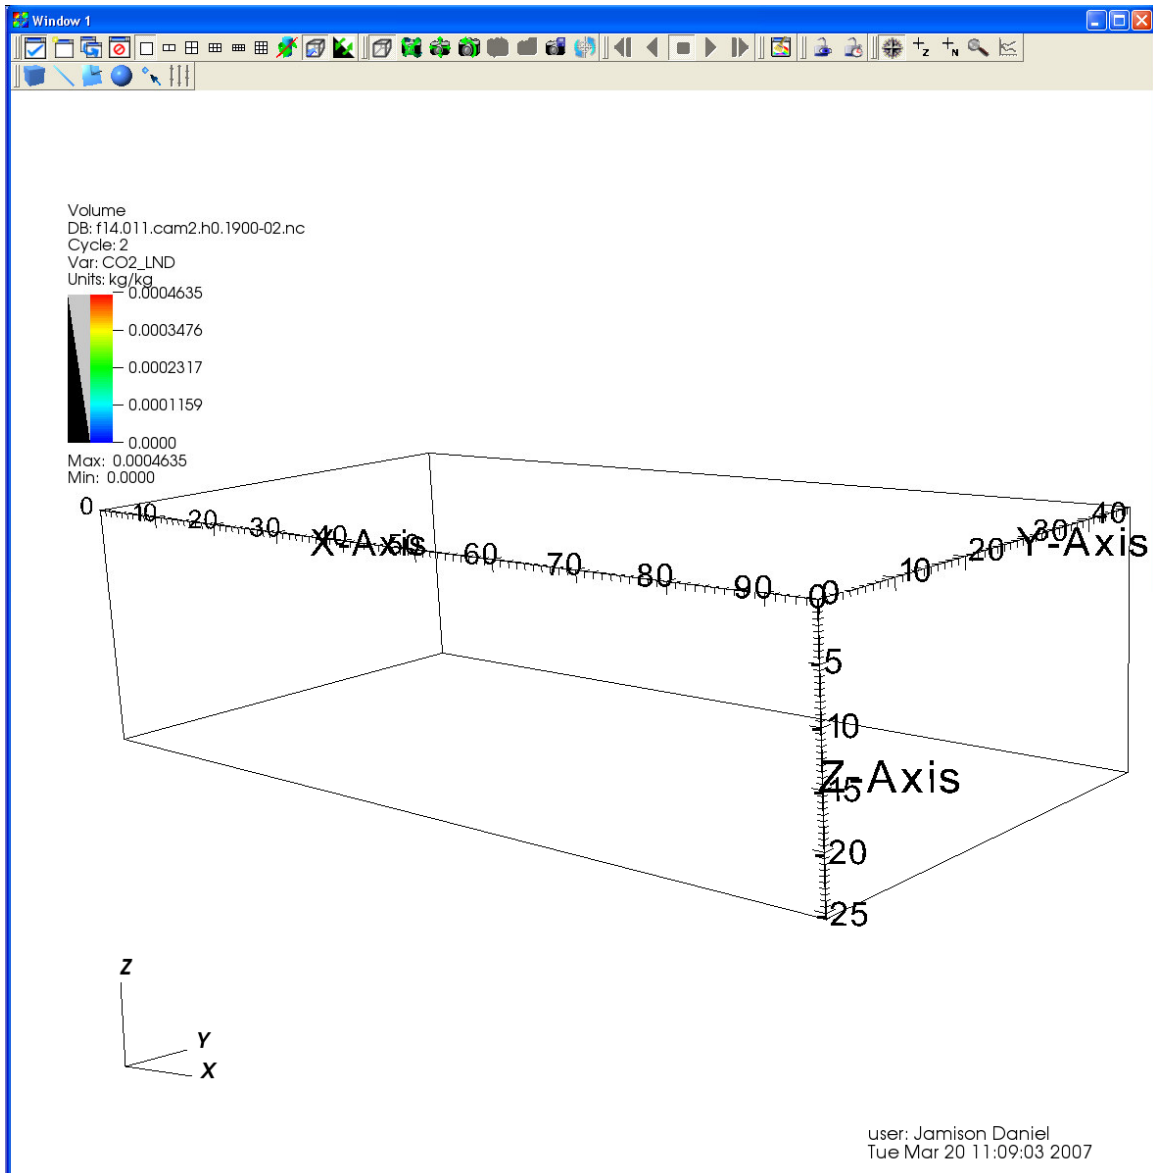 Window 1
Volume
DB: f14.011.cam2.h0.1900-02.nc
Cycle: 2
Var: CO2_LND
Units: kg/kg
0.0004635
0.0003476
0.0002317
0.0001159
0.0000
Max: 0.0004635
Min: 0.0000
0 10 20 30 40 50 60 70 80 90
X-Axis
0 10 20 30 40
Y-Axis
0
-5
-10
-15
-20
-25
Z-Axis
Z
Y
X
user: Jamison Daniel
Tue Mar 20 11:09:03 2007